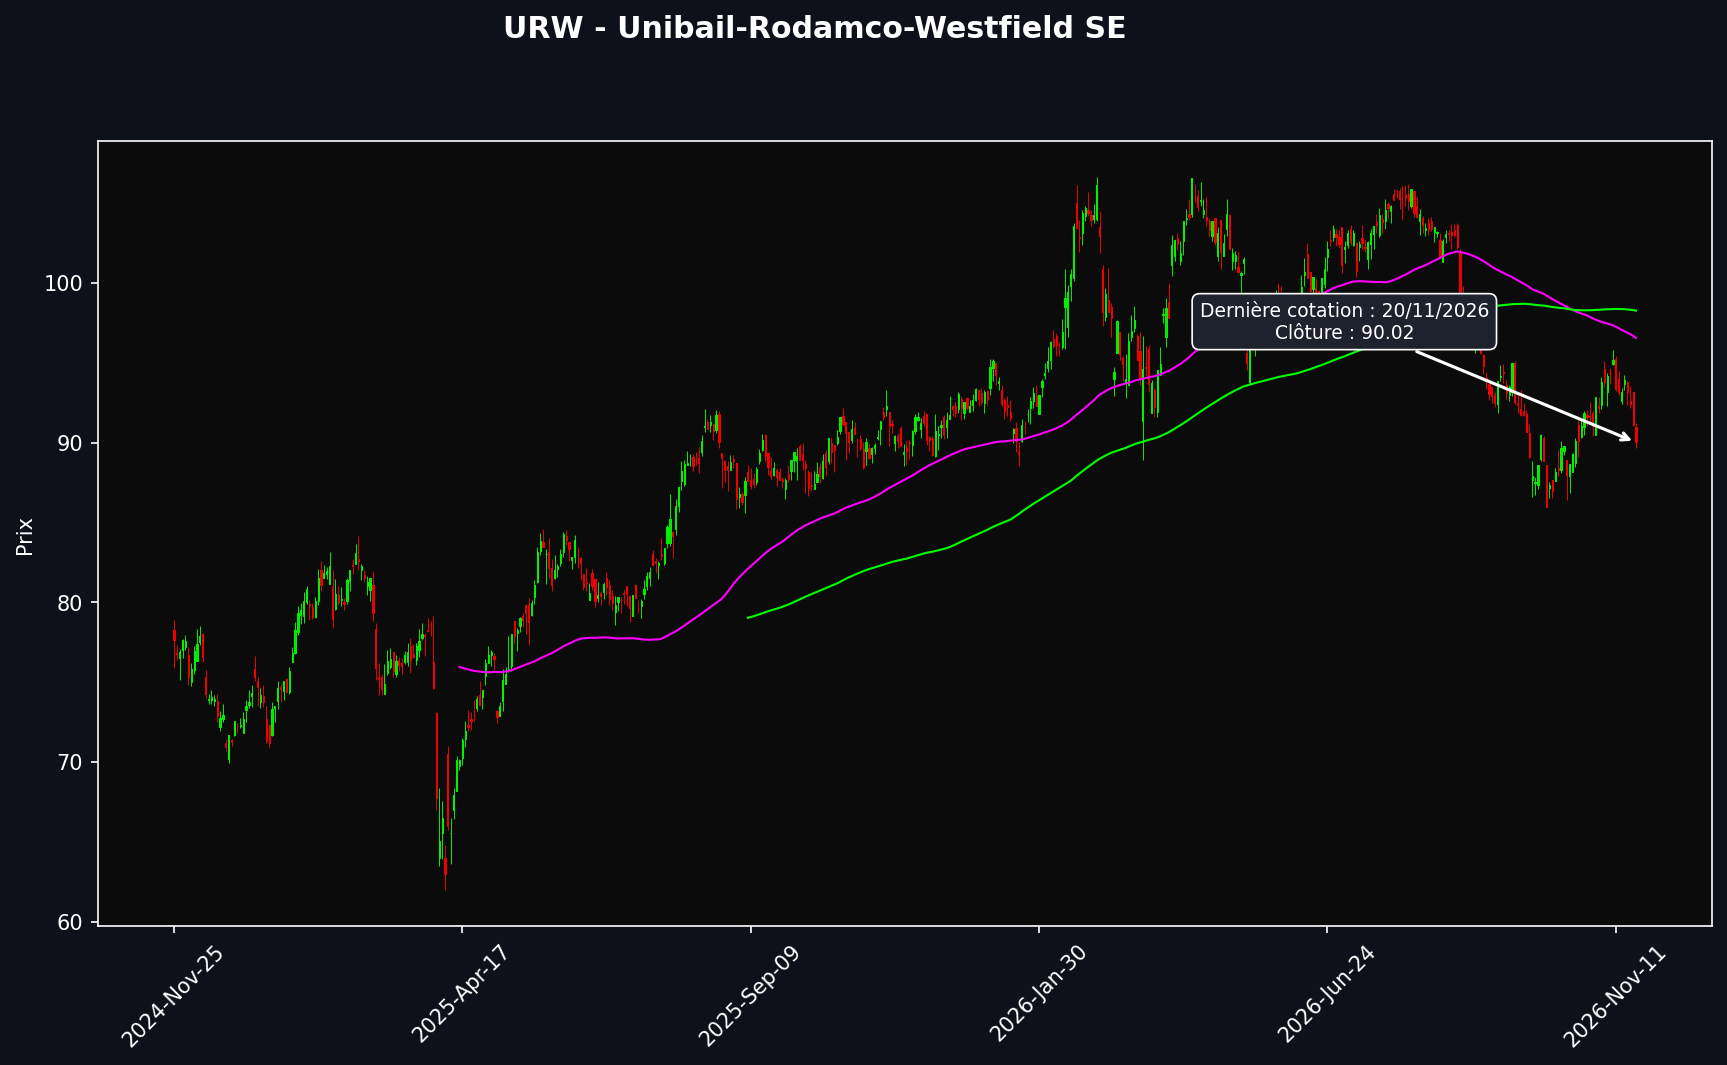 URW - Unibail-Rodamco-Westfield SE
Prix
100
90
80
70
60
Dernière cotation : 20/11/2026
Clôture : 90.02
2024-Nov-25
2025-Apr-17
2025-Sep-09
2026-Jan-30
2026-Jun-24
2026-Nov-11